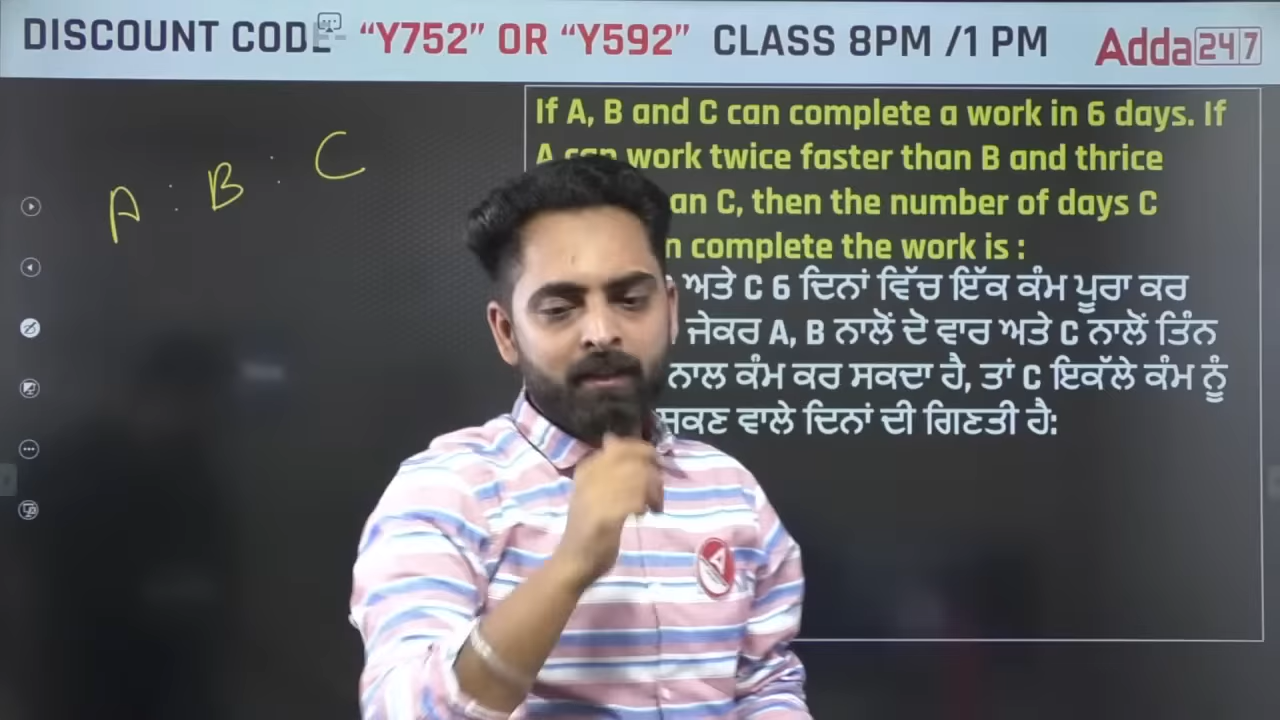 DISCOUNT CODE- “Y752” OR “Y592” CLASS 8PM /1 PM
Adda247
A : B : C
If A, B and C can complete a work in 6 days. If
A can work twice faster than B and thrice
C, then the number of days C
complete the work is :
ਅਤੇ C 6 ਦਿਨਾਂ ਵਿੱਚ ਇੱਕ ਕੰਮ ਪੂਰਾ ਕਰ
ਜੇਕਰ A, B ਨਾਲੋਂ ਦੋ ਵਾਰ ਅਤੇ C ਨਾਲੋਂ ਤਿੰਨ
ਨਾਲ ਕੰਮ ਕਰ ਸਕਦਾ ਹੈ, ਤਾਂ C ਇਕੱਲੇ ਕੰਮ ਨੂੰ
ਵਾਲੇ ਦਿਨਾਂ ਦੀ ਗਿਣਤੀ ਹੈ: